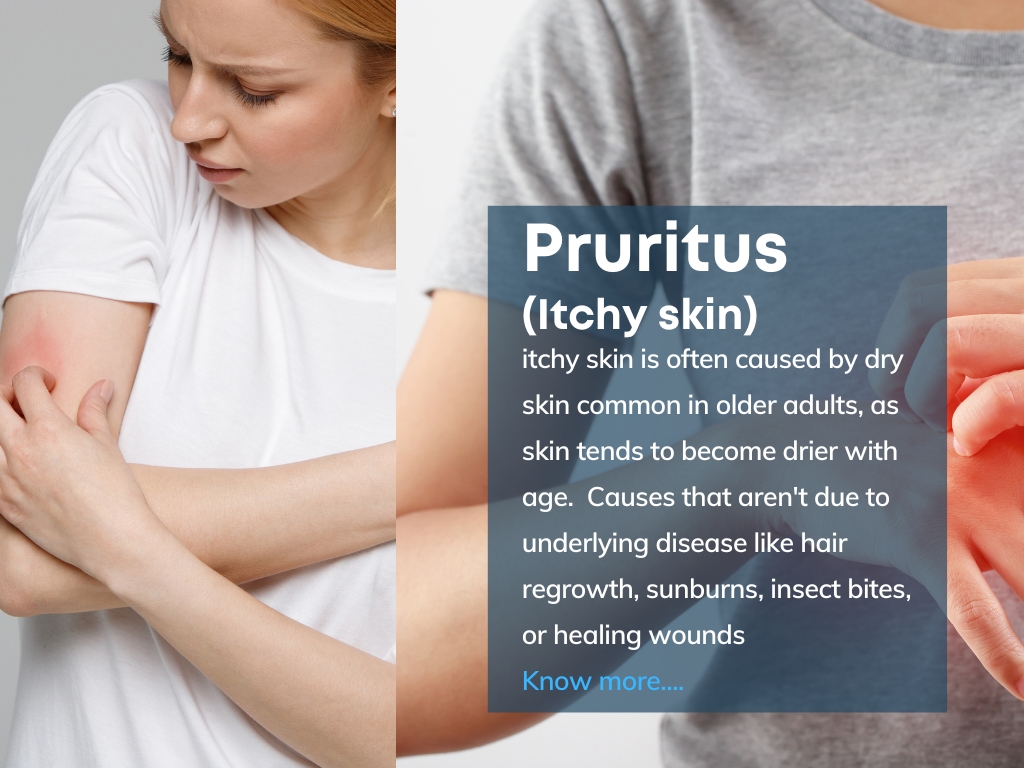 Pruritus
(Itchy skin)
itchy skin is often caused by dry
skin common in older adults, as
skin tends to become drier with
age.  Causes that aren't due to
underlying disease like hair
regrowth, sunburns, insect bites,
or healing wounds
Know more....